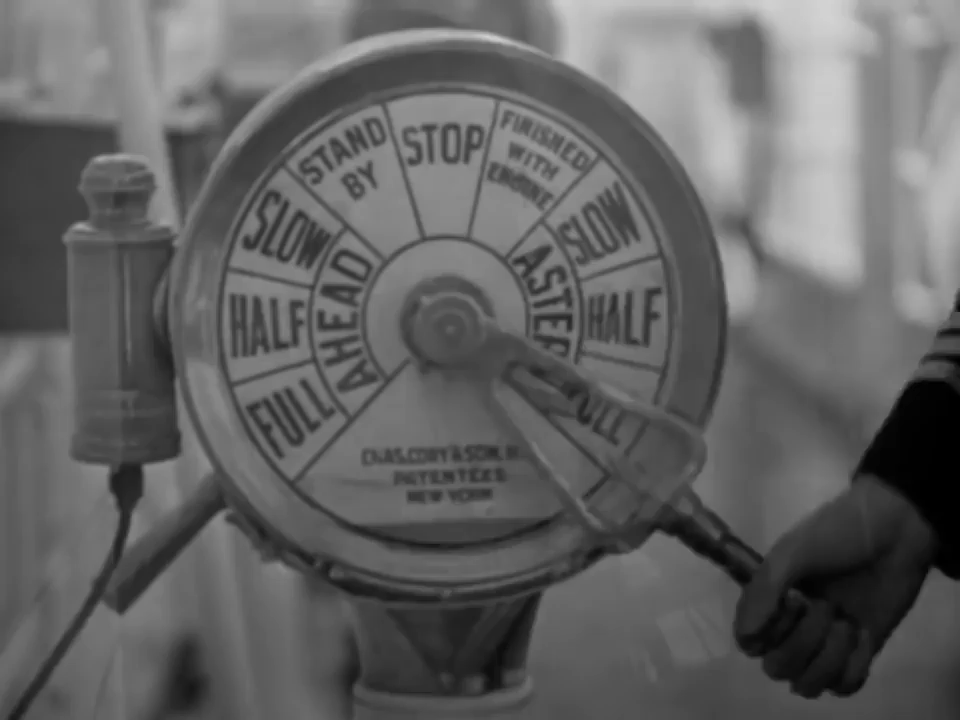 STAND
BY
STOP
FINISHED
WITH
ENGINE
SLOW
SLOW
AHEAD
ASTER
HALF
HALF
FULL
FULL
CHAS. CORY & SON,
PATENTEES
NEW YORK